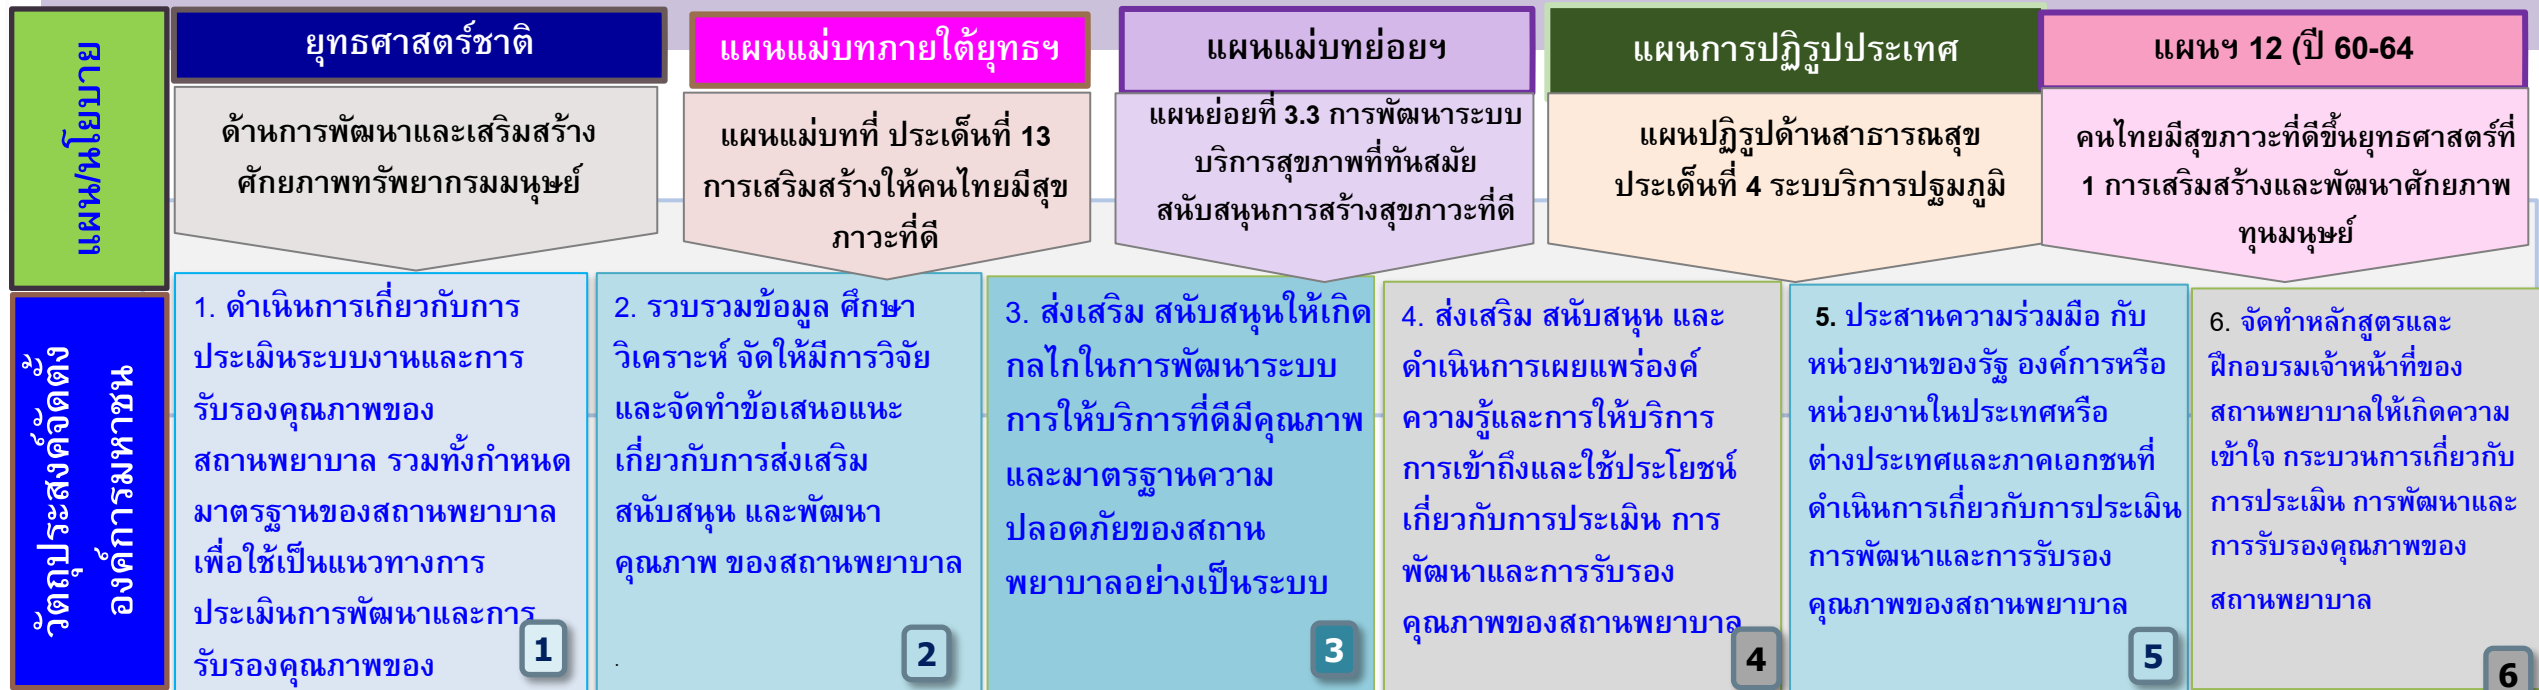 แผน/นโยบาย
ยุทธศาสตร์ชาติ
แผนแม่บทภายใต้ยุทธฯ
แผนแม่บทย่อยฯ
แผนการปฏิรูปประเทศ
แผนฯ 12 (ปี 60-64
ด้านการพัฒนาและเสริมสร้าง
ศักยภาพทรัพยากรมมนุษย์
แผนแม่บทที่ ประเด็นที่ 13
การเสริมสร้างให้คนไทยมีสุข
ภาวะที่ดี
แผนย่อยที่ 3.3 การพัฒนาระบบ
บริการสุขภาพที่ทันสมัย
สนับสนุนการสร้างสุขภาวะที่ดี
แผนปฏิรูปด้านสาธารณสุข
ประเด็นที่ 4 ระบบริการปฐมภูมิ
คนไทยมีสุขภาวะที่ดีขึ้นยุทธศาสตร์ที่
1 การเสริมสร้างและพัฒนาศักยภาพ
ทุนมนุษย์
วัตถุประสงค์จัดตั้ง
องค์การมหาชน
1. ดำเนินการเกี่ยวกับการ
ประเมินระบบงานและการ
รับรองคุณภาพของ
สถานพยาบาล รวมทั้งกำหนด
มาตรฐานของสถานพยาบาล
เพื่อใช้เป็นแนวทางการ
ประเมินการพัฒนาและการ
รับรองคุณภาพของ
1
2. รวบรวมข้อมูล ศึกษา
วิเคราะห์ จัดให้มีการวิจัย
และจัดทำข้อเสนอแนะ
เกี่ยวกับการส่งเสริม
สนับสนุน และพัฒนา
คุณภาพ ของสถานพยาบาล
.
2
3. ส่งเสริม สนับสนุนให้เกิด
กลไกในการพัฒนาระบบ
การให้บริการที่ดีมีคุณภาพ
และมาตรฐานความ
ปลอดภัยของสถาน
พยาบาลอย่างเป็นระบบ
3
4. ส่งเสริม สนับสนุน และ
ดำเนินการเผยแพร่องค์
ความรู้และการให้บริการ
การเข้าถึงและใช้ประโยชน์
เกี่ยวกับการประเมิน การ
พัฒนาและการรับรอง
คุณภาพของสถานพยาบาล
4
5. ประสานความร่วมมือ กับ
หน่วยงานของรัฐ องค์การหรือ
หน่วยงานในประเทศหรือ
ต่างประเทศและภาคเอกชนที่
ดำเนินการเกี่ยวกับการประเมิน
การพัฒนาและการรับรอง
คุณภาพของสถานพยาบาล
5
6. จัดทำหลักสูตรและ
ฝึกอบรมเจ้าหน้าที่ของ
สถานพยาบาลให้เกิดความ
เข้าใจ กระบวนการเกี่ยวกับ
การประเมิน การพัฒนาและ
การรับรองคุณภาพของ
สถานพยาบาล
6